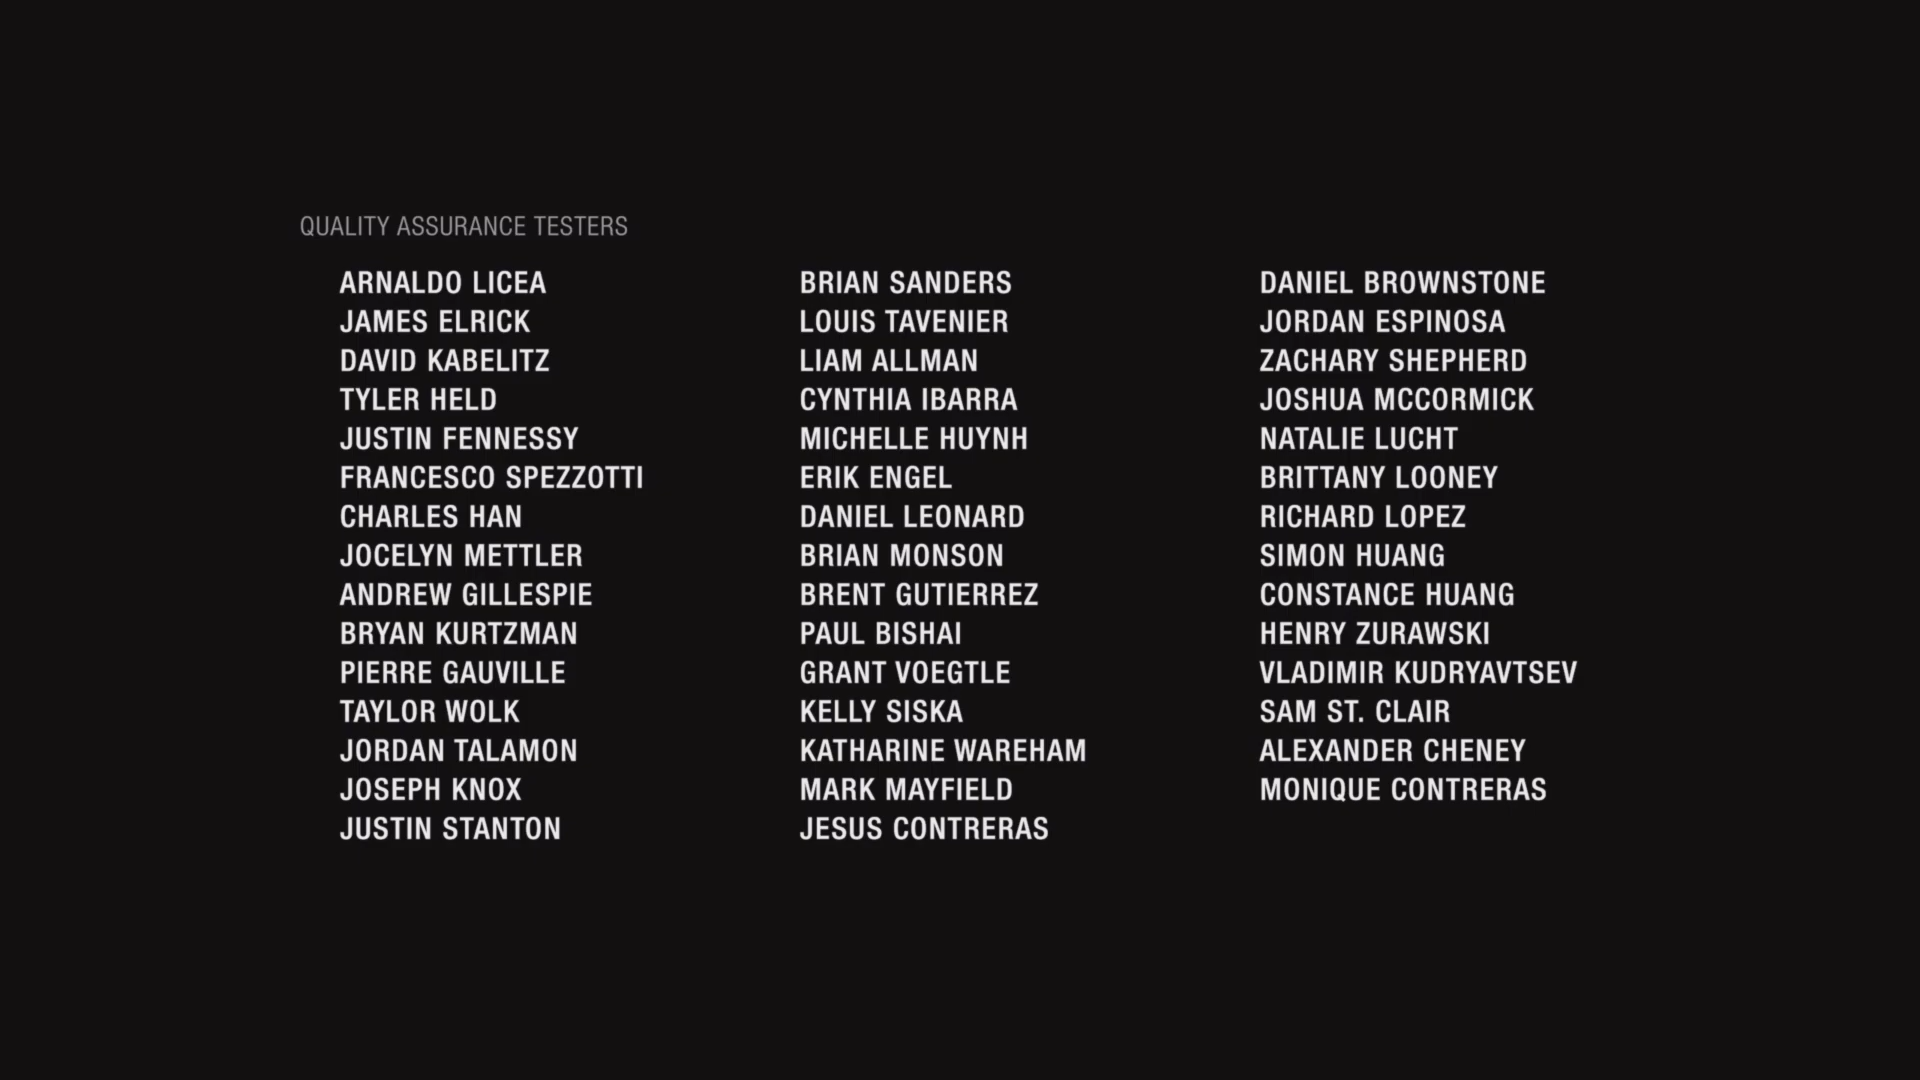 QUALITY ASSURANCE TESTERS
ARNALDO LICEA
JAMES ELRICK
DAVID KABELITZ
TYLER HELD
JUSTIN FENNESSY
FRANCESCO SPEZZOTTI
CHARLES HAN
JOCELYN METTLER
ANDREW GILLESPIE
BRYAN KURTZMAN
PIERRE GAUVILLE
TAYLOR WOLK
JORDAN TALAMON
JOSEPH KNOX
JUSTIN STANTON
BRIAN SANDERS
LOUIS TAVENIER
LIAM ALLMAN
CYNTHIA IBARRA
MICHELLE HUYNH
ERIK ENGEL
DANIEL LEONARD
BRIAN MONSON
BRENT GUTIERREZ
PAUL BISHAI
GRANT VOEGTLE
KELLY SISKA
KATHARINE WAREHAM
MARK MAYFIELD
JESUS CONTRERAS
DANIEL BROWNSTONE
JORDAN ESPINOSA
ZACHARY SHEPHERD
JOSHUA MCCORMICK
NATALIE LUCHT
BRITTANY LOONEY
RICHARD LOPEZ
SIMON HUANG
CONSTANCE HUANG
HENRY ZURAWSKI
VLADIMIR KUDRYAVTSEV
SAM ST. CLAIR
ALEXANDER CHENEY
MONIQUE CONTRERAS